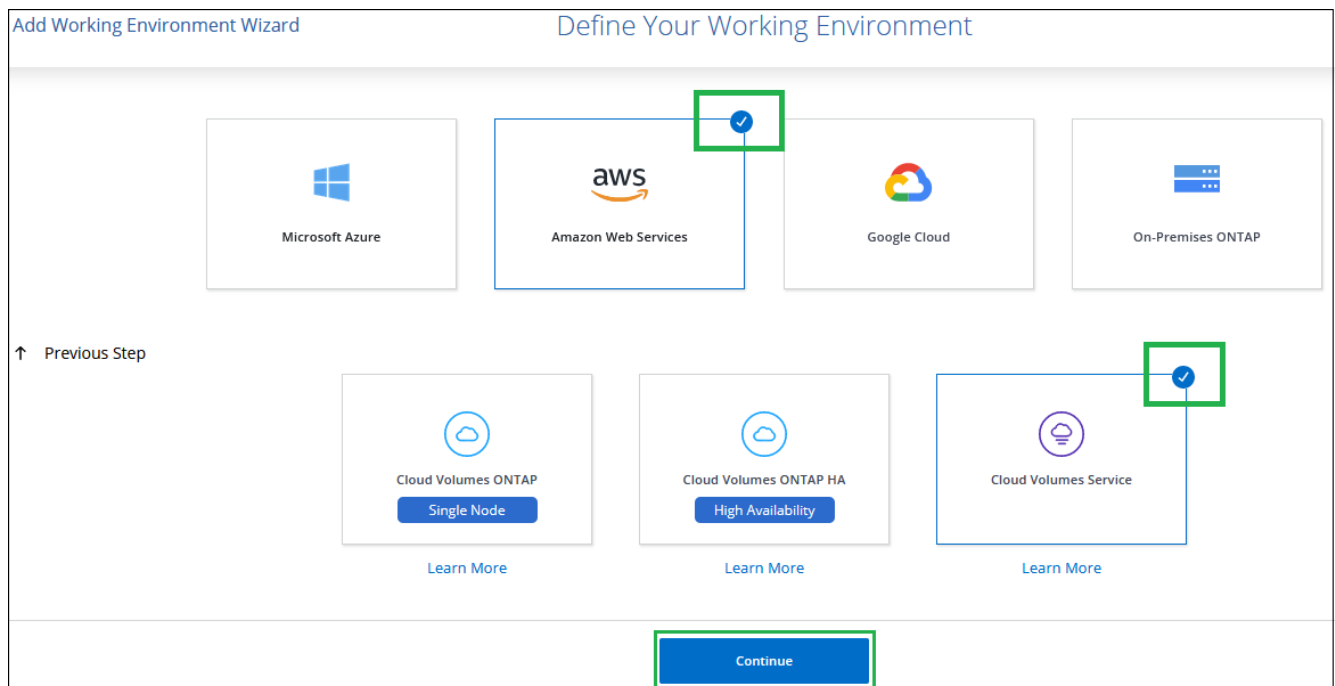 Add Working Environment Wizard
Define Your Working Environment
aws
Microsoft Azure
Amazon Web Services
Google Cloud
On-Premises ONTAP
↑ Previous Step
Cloud Volumes ONTAP
Single Node
Cloud Volumes ONTAP HA
High Availability
Cloud Volumes Service
Learn More
Learn More
Learn More
Continue